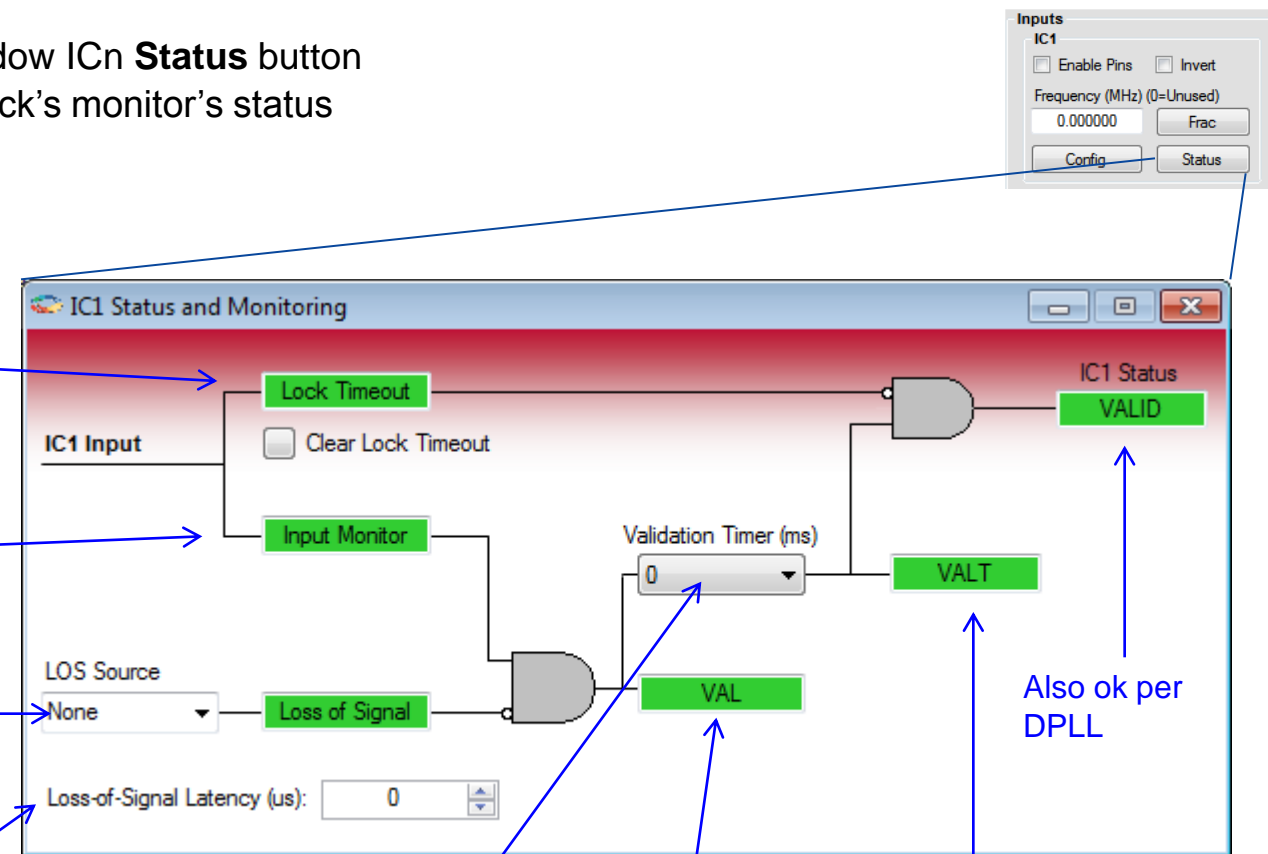 Inputs
IC1
ICn Status button
monitor's status
Enable Pins Invert
Frequency (MHz) (0=Unused)
0.000000 Frac
Config Status
IC1 Status and Monitoring
IC1 Status
Lock Timeout
VALID
IC1 Input
Clear Lock Timeout
Input Monitor
Validation Timer (ms)
0
VALT
LOS Source
None
Loss of Signal
VAL
Also ok per
DPLL
Loss-of-Signal Latency (us):
0